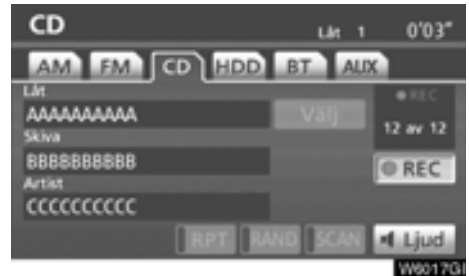 CD Låt 1 0'03"
AM FM CD HDD BT AUX
Låt
AAAAAAAAAA Välj
● REC
12 av 12
Skiva
BBBBBBBBBB
● REC
Artist
CCCCCCCCCC
RPT RAND SCAN Ljud
W6017GI